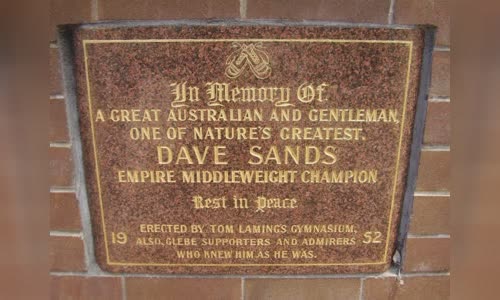 In Memory Of
A GREAT AUSTRALIAN AND GENTLEMAN,
ONE OF NATURE'S GREATEST.
DAVE SANDS
EMPIRE MIDDLEWEIGHT CHAMPION
Rest in Peace
ERECTED BY TOM LAMING'S GYMNASIUM,
19 ALSO, GLEBE SUPPORTERS AND ADMIRERS 52
WHO KNEW HIM AS HE WAS.